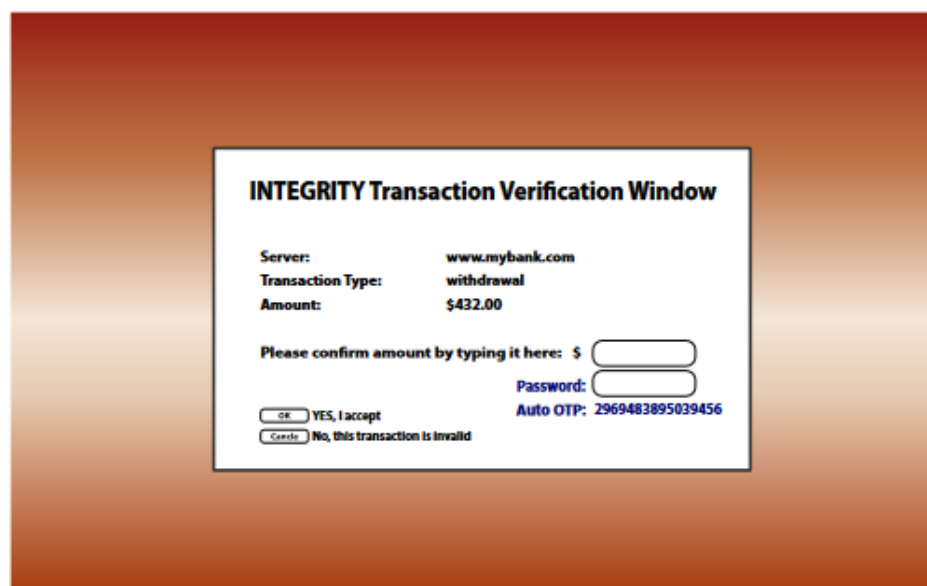 INTEGRITY Transaction Verification Window
Server: www.mybank.com
Transaction Type: withdrawal
Amount: $432.00
Please confirm amount by typing it here: $
Password:
Auto OTP: 2969483895039456
OK YES, I accept
Cancle No, this transaction is invalid